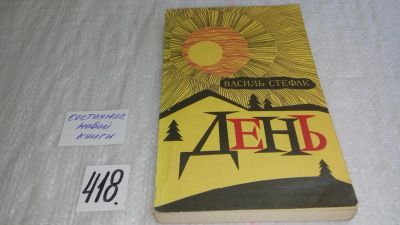 ВАСИЛЬ СТЕФАК
ДЕНЬ
состояние
новой
книги
418.